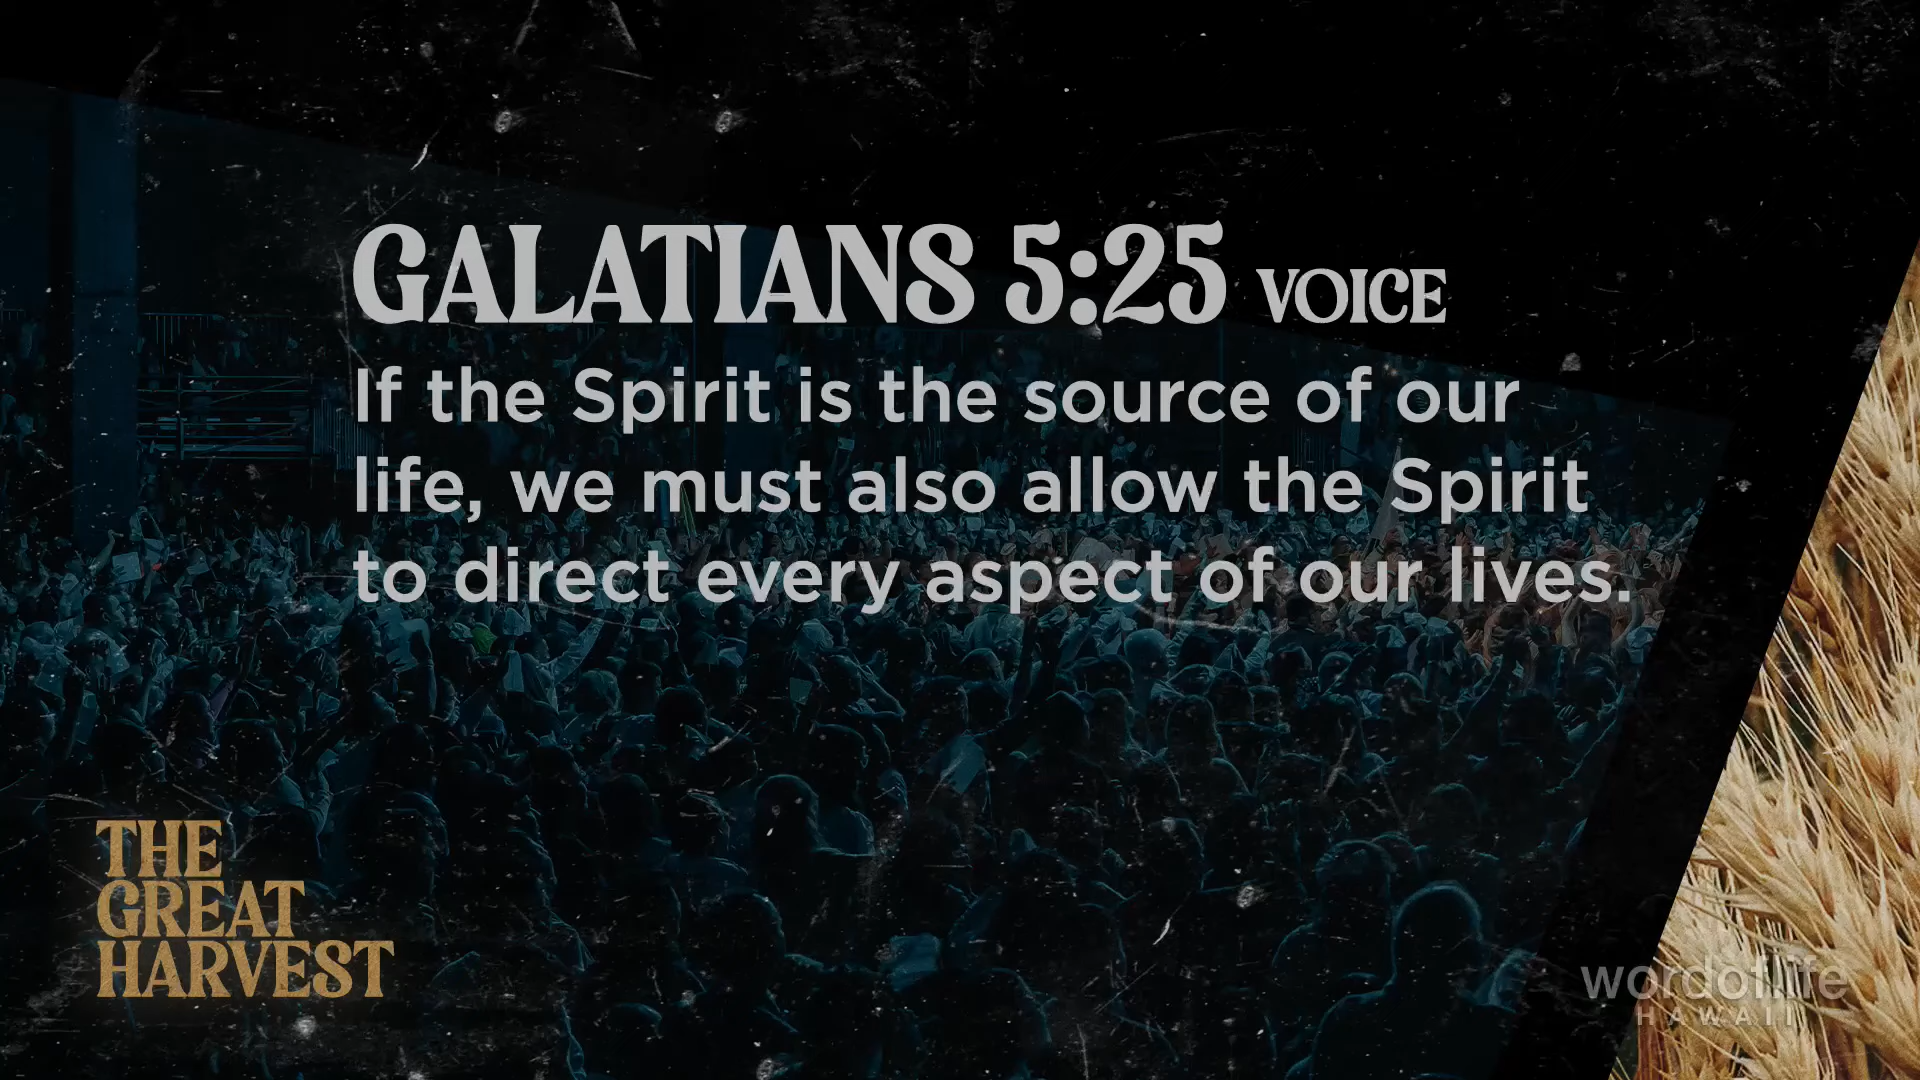 GALATIANS 5:25 VOICE
If the Spirit is the source of our
life, we must also allow the Spirit
to direct every aspect of our lives.
THE
GREAT
HARVEST
wordoflife
HAWAII